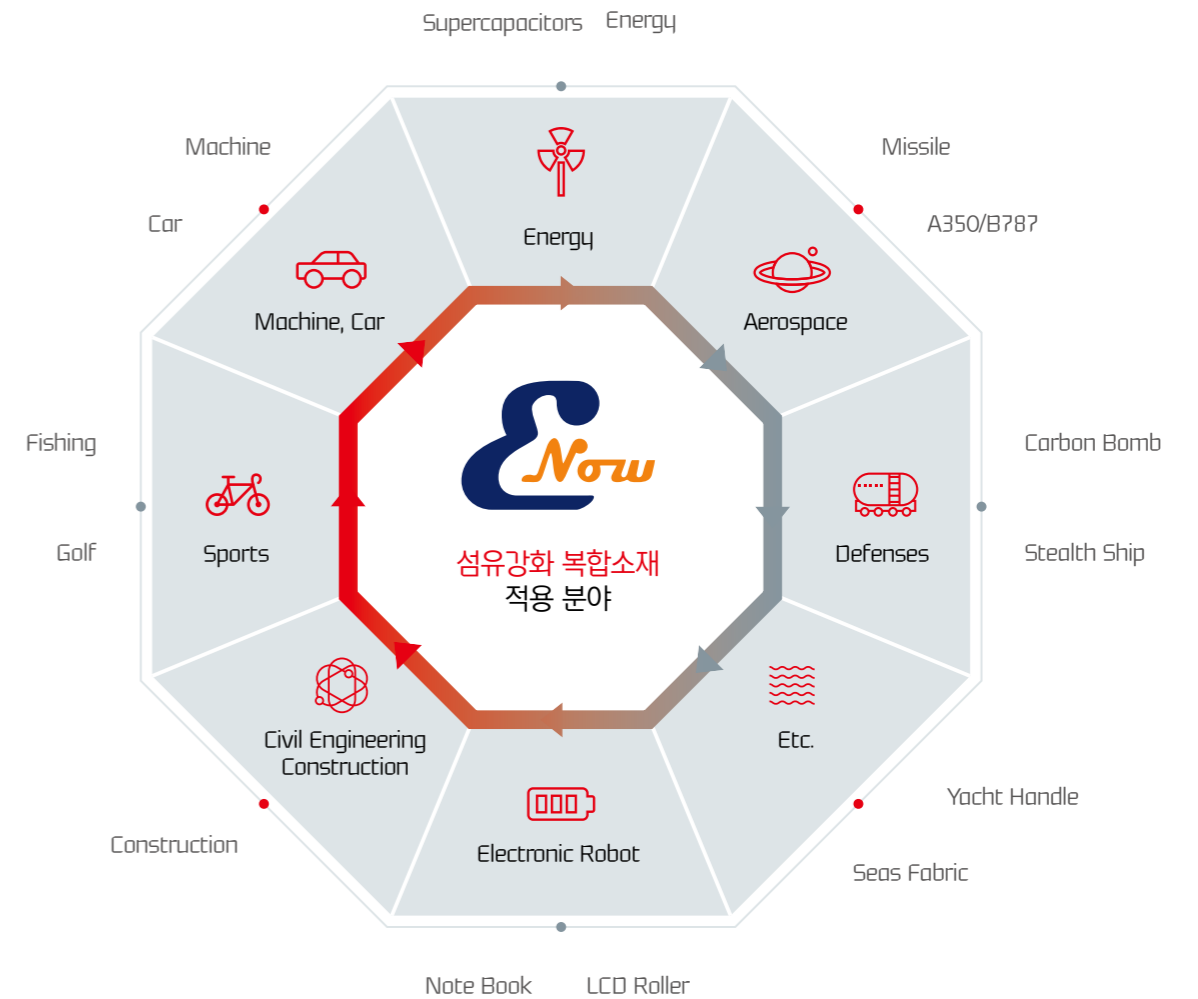 Supercapacitors Energy
Machine
Missile
Car
A350/B787
Energy
Machine, Car
Aerospace
Fishing
Carbon Bomb
Now
Golf
Sports
섬유강화 복합소재
적용 분야
Defenses
Stealth Ship
Civil Engineering
Construction
Etc.
Yacht Handle
Construction
Electronic Robot
Seas Fabric
Note Book LCD Roller